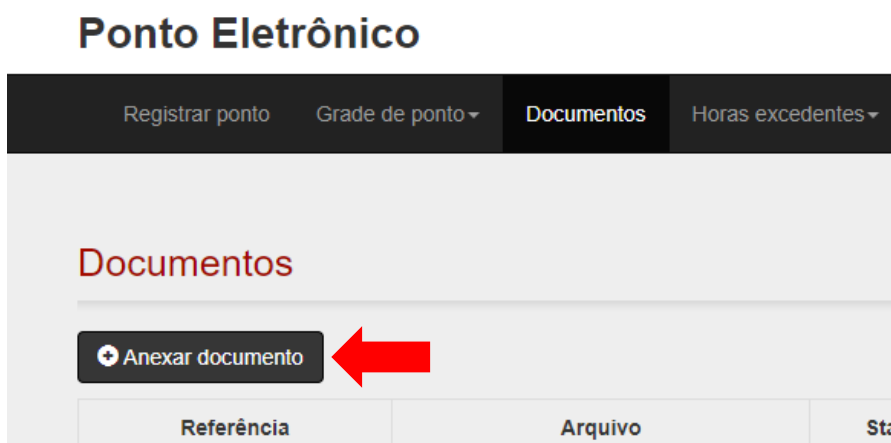 Ponto Eletrônico
Registrar ponto Grade de ponto Documentos Horas excedentes
Documentos
Anexar documento
Referência Arquivo